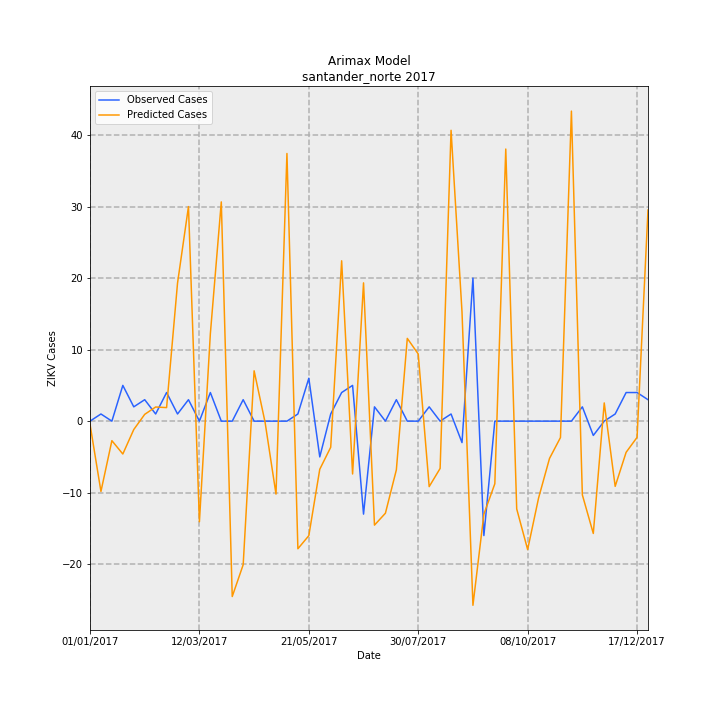 Arimax Model
santander_norte 2017
Observed Cases
Predicted Cases
ZIKV Cases
40
30
20
10
0
−10
−20
01/01/2017 12/03/2017 21/05/2017 30/07/2017 08/10/2017 17/12/2017
Date